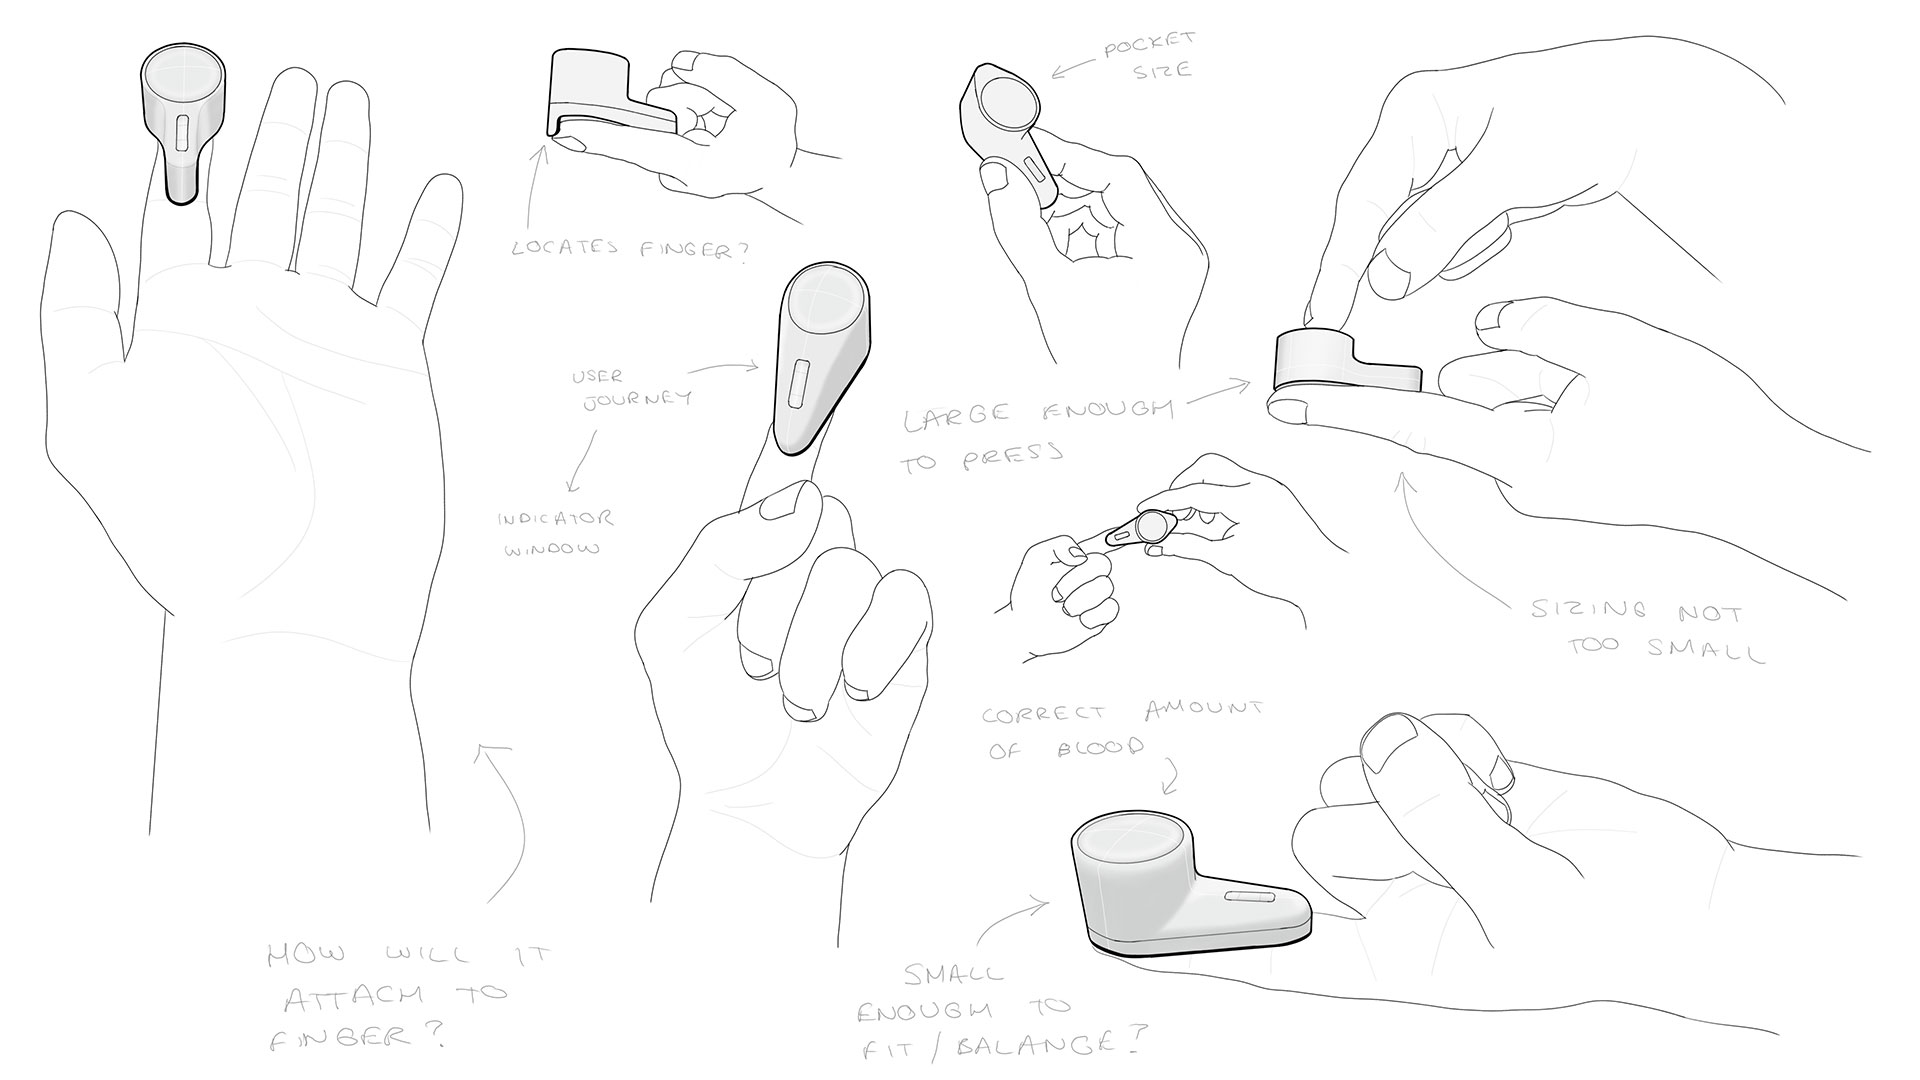 POCKET
SIZE
LOCATES FINGER?
USER
JOURNEY
INDICATOR
WINDOW
LARGE ENOUGH
TO PRESS
SIZING NOT
TOO SMALL
CORRECT AMOUNT
OF BLOOD
HOW WILL IT
ATTACH TO
FINGER?
SMALL
ENOUGH TO
FIT/BALANCE?